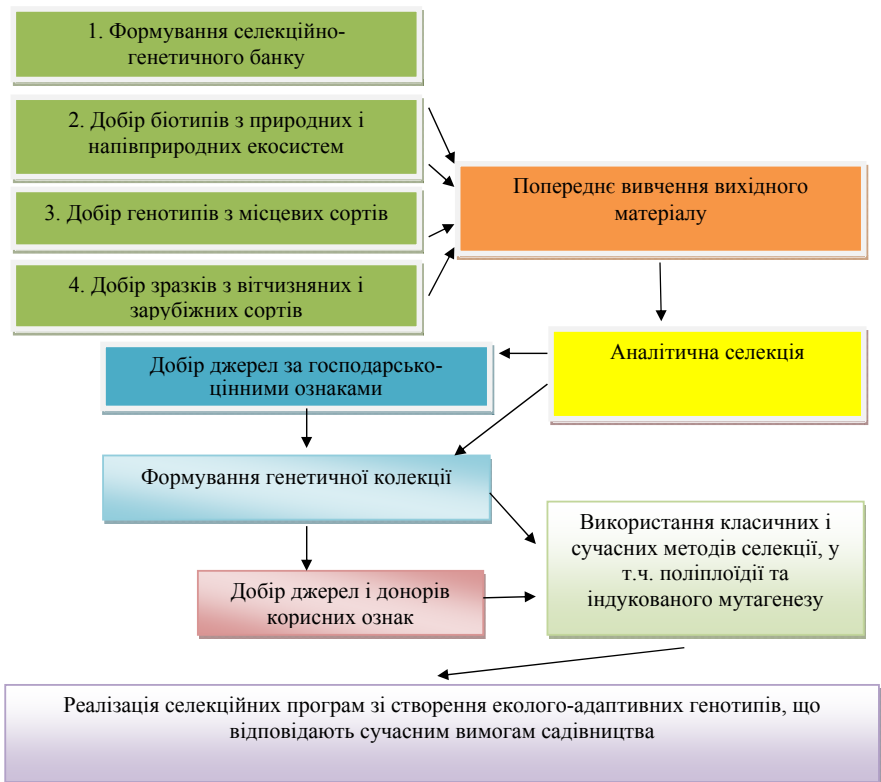 1. Формування селекційно-
генетичного банку
2. Добір біотипів з природних і
напівприродних екосистем
3. Добір генотипів з місцевих сортів
4. Добір зразків з вітчизняних і
зарубіжних сортів
Попереднє вивчення вихідного
матеріалу
Аналітична селекція
Добір джерел за господарсько-
цінними ознаками
Формування генетичної колекції
Використання класичних і
сучасних методів селекції, у
т.ч. поліплоїдії та
індукованого мутагенезу
Добір джерел і донорів
корисних ознак
Реалізація селекційних програм зі створення еколого-адаптивних генотипів, що
відповідають сучасним вимогам садівництва